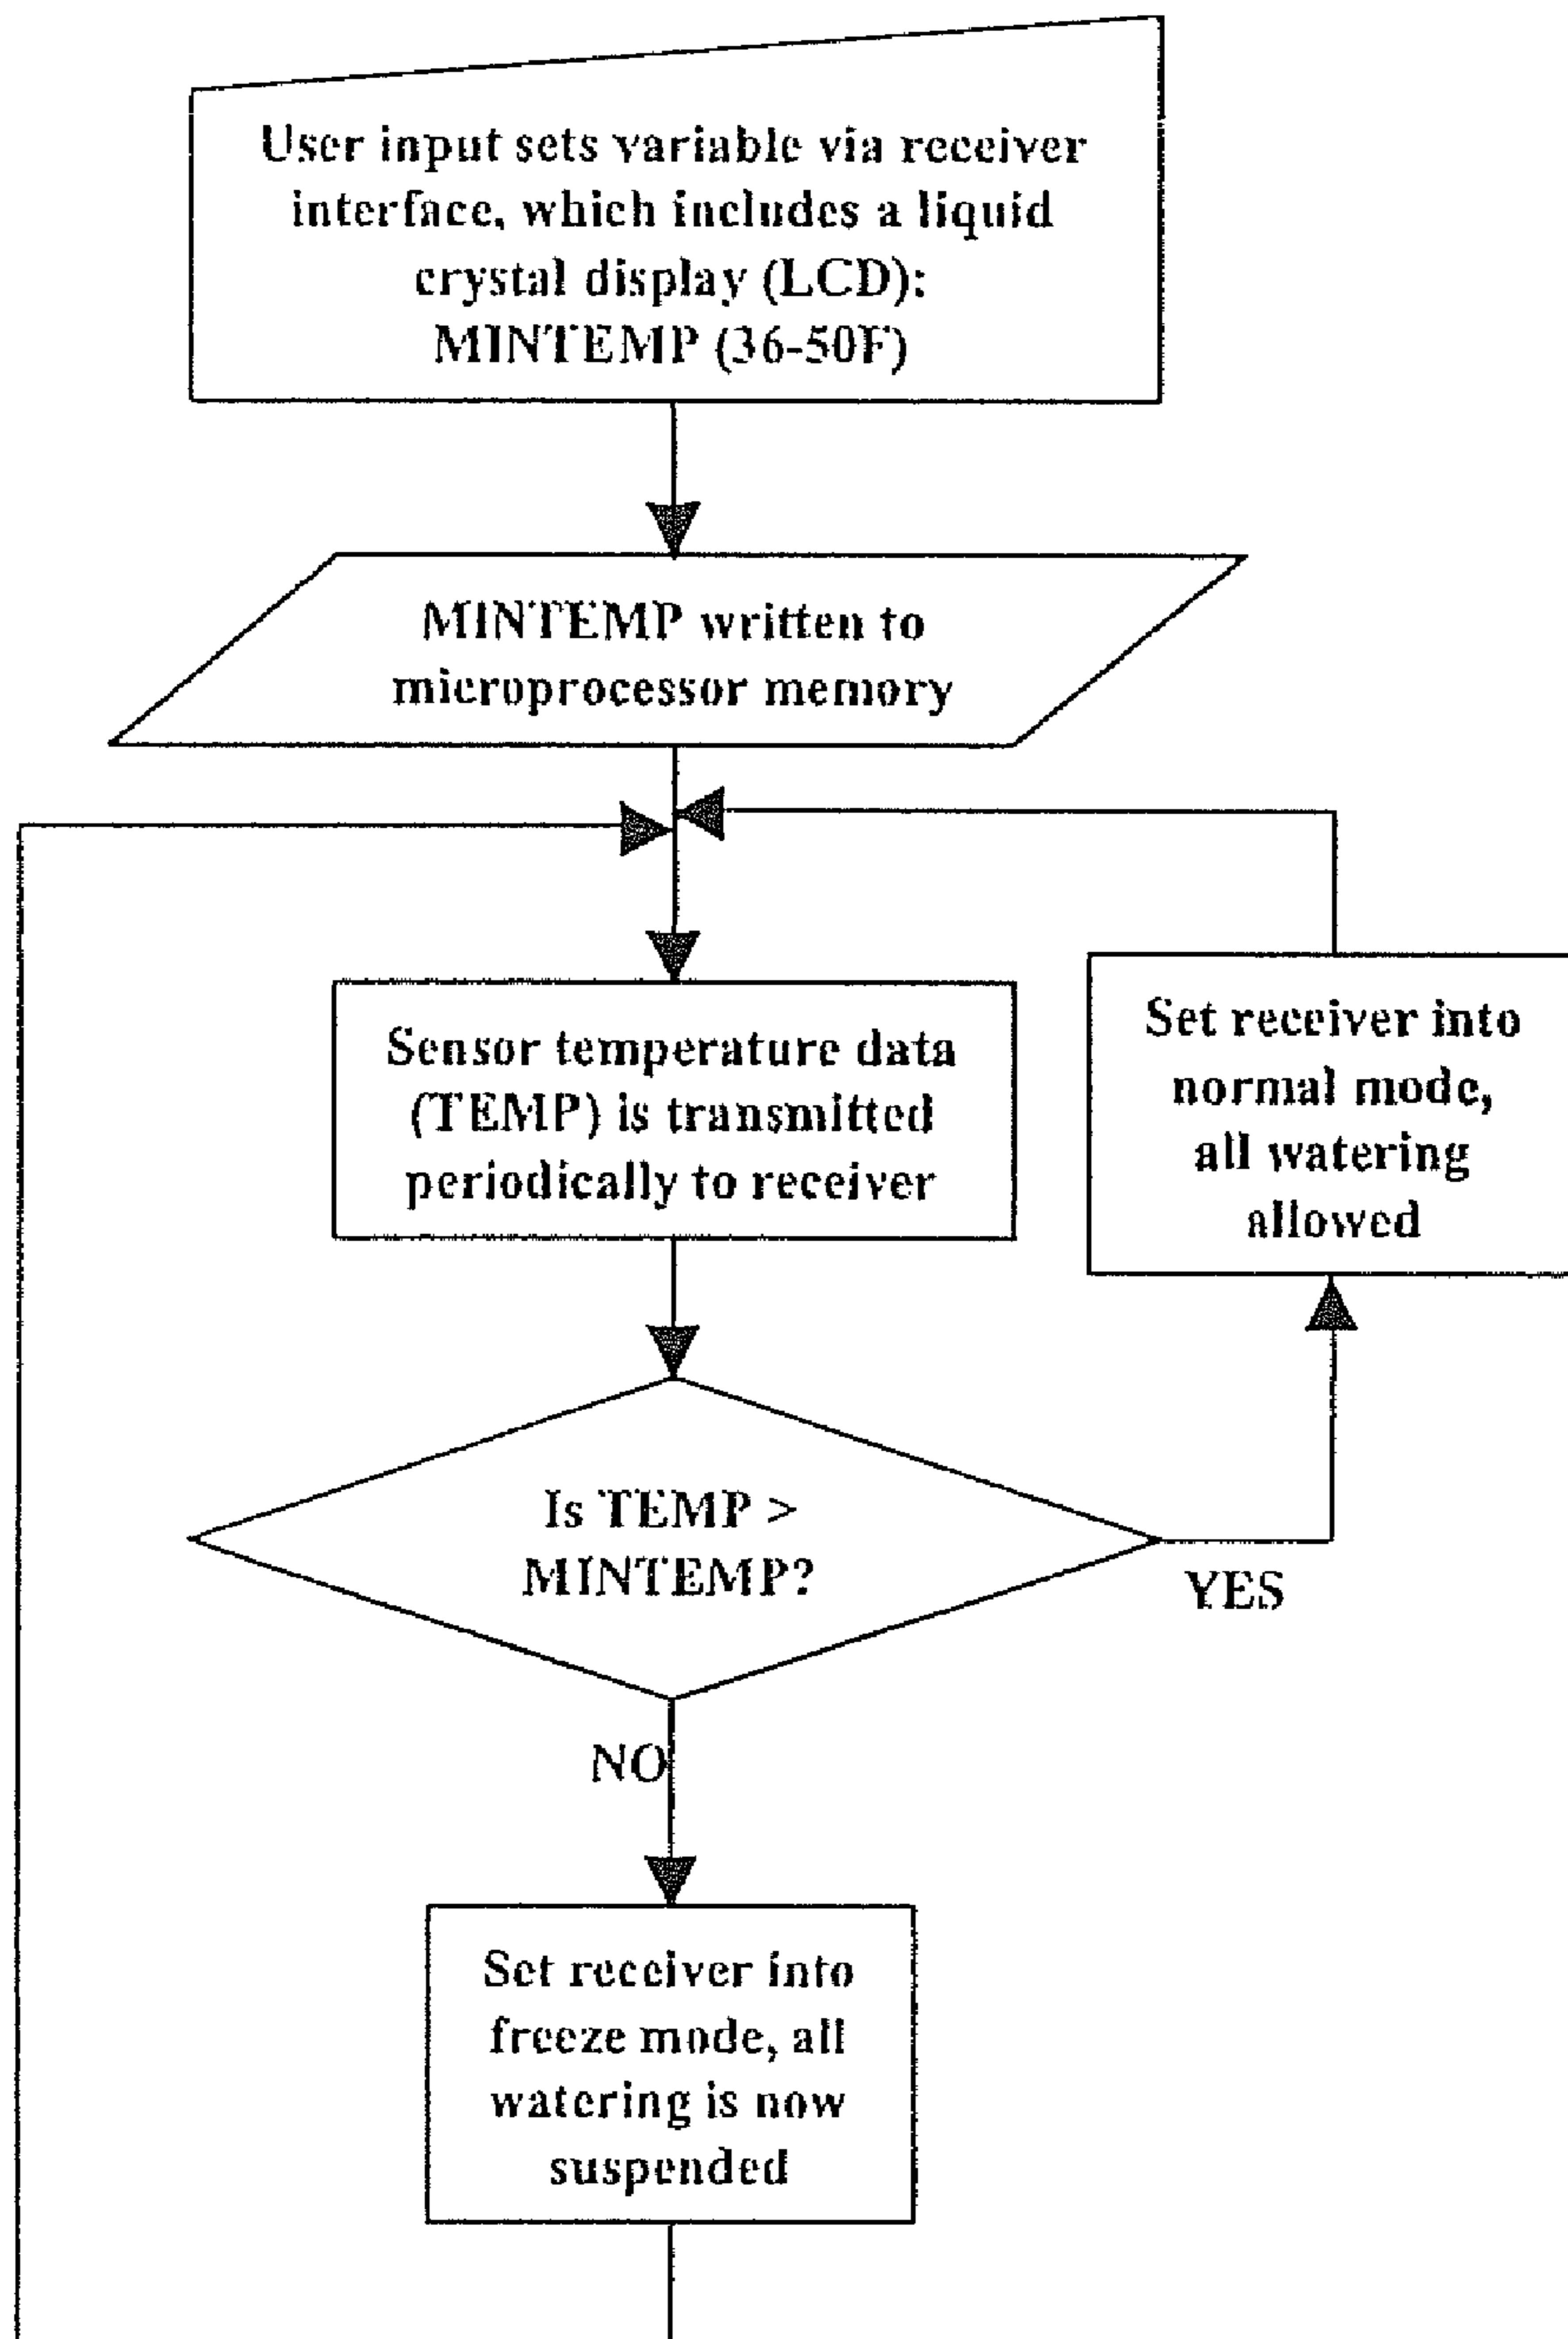 User input sets variable via receiver
interface, which includes a liquid
crystal display (LCD):
MINTEMP (36-50F)
MINTEMP written to
microprocessor memory
Sensor temperature data
(TEMP) is transmitted
periodically to receiver
Set receiver into
normal mode,
all watering
allowed
Is TEMP >
MINTEMP?
YES
NO
Set receiver into
freeze mode, all
watering is now
suspended